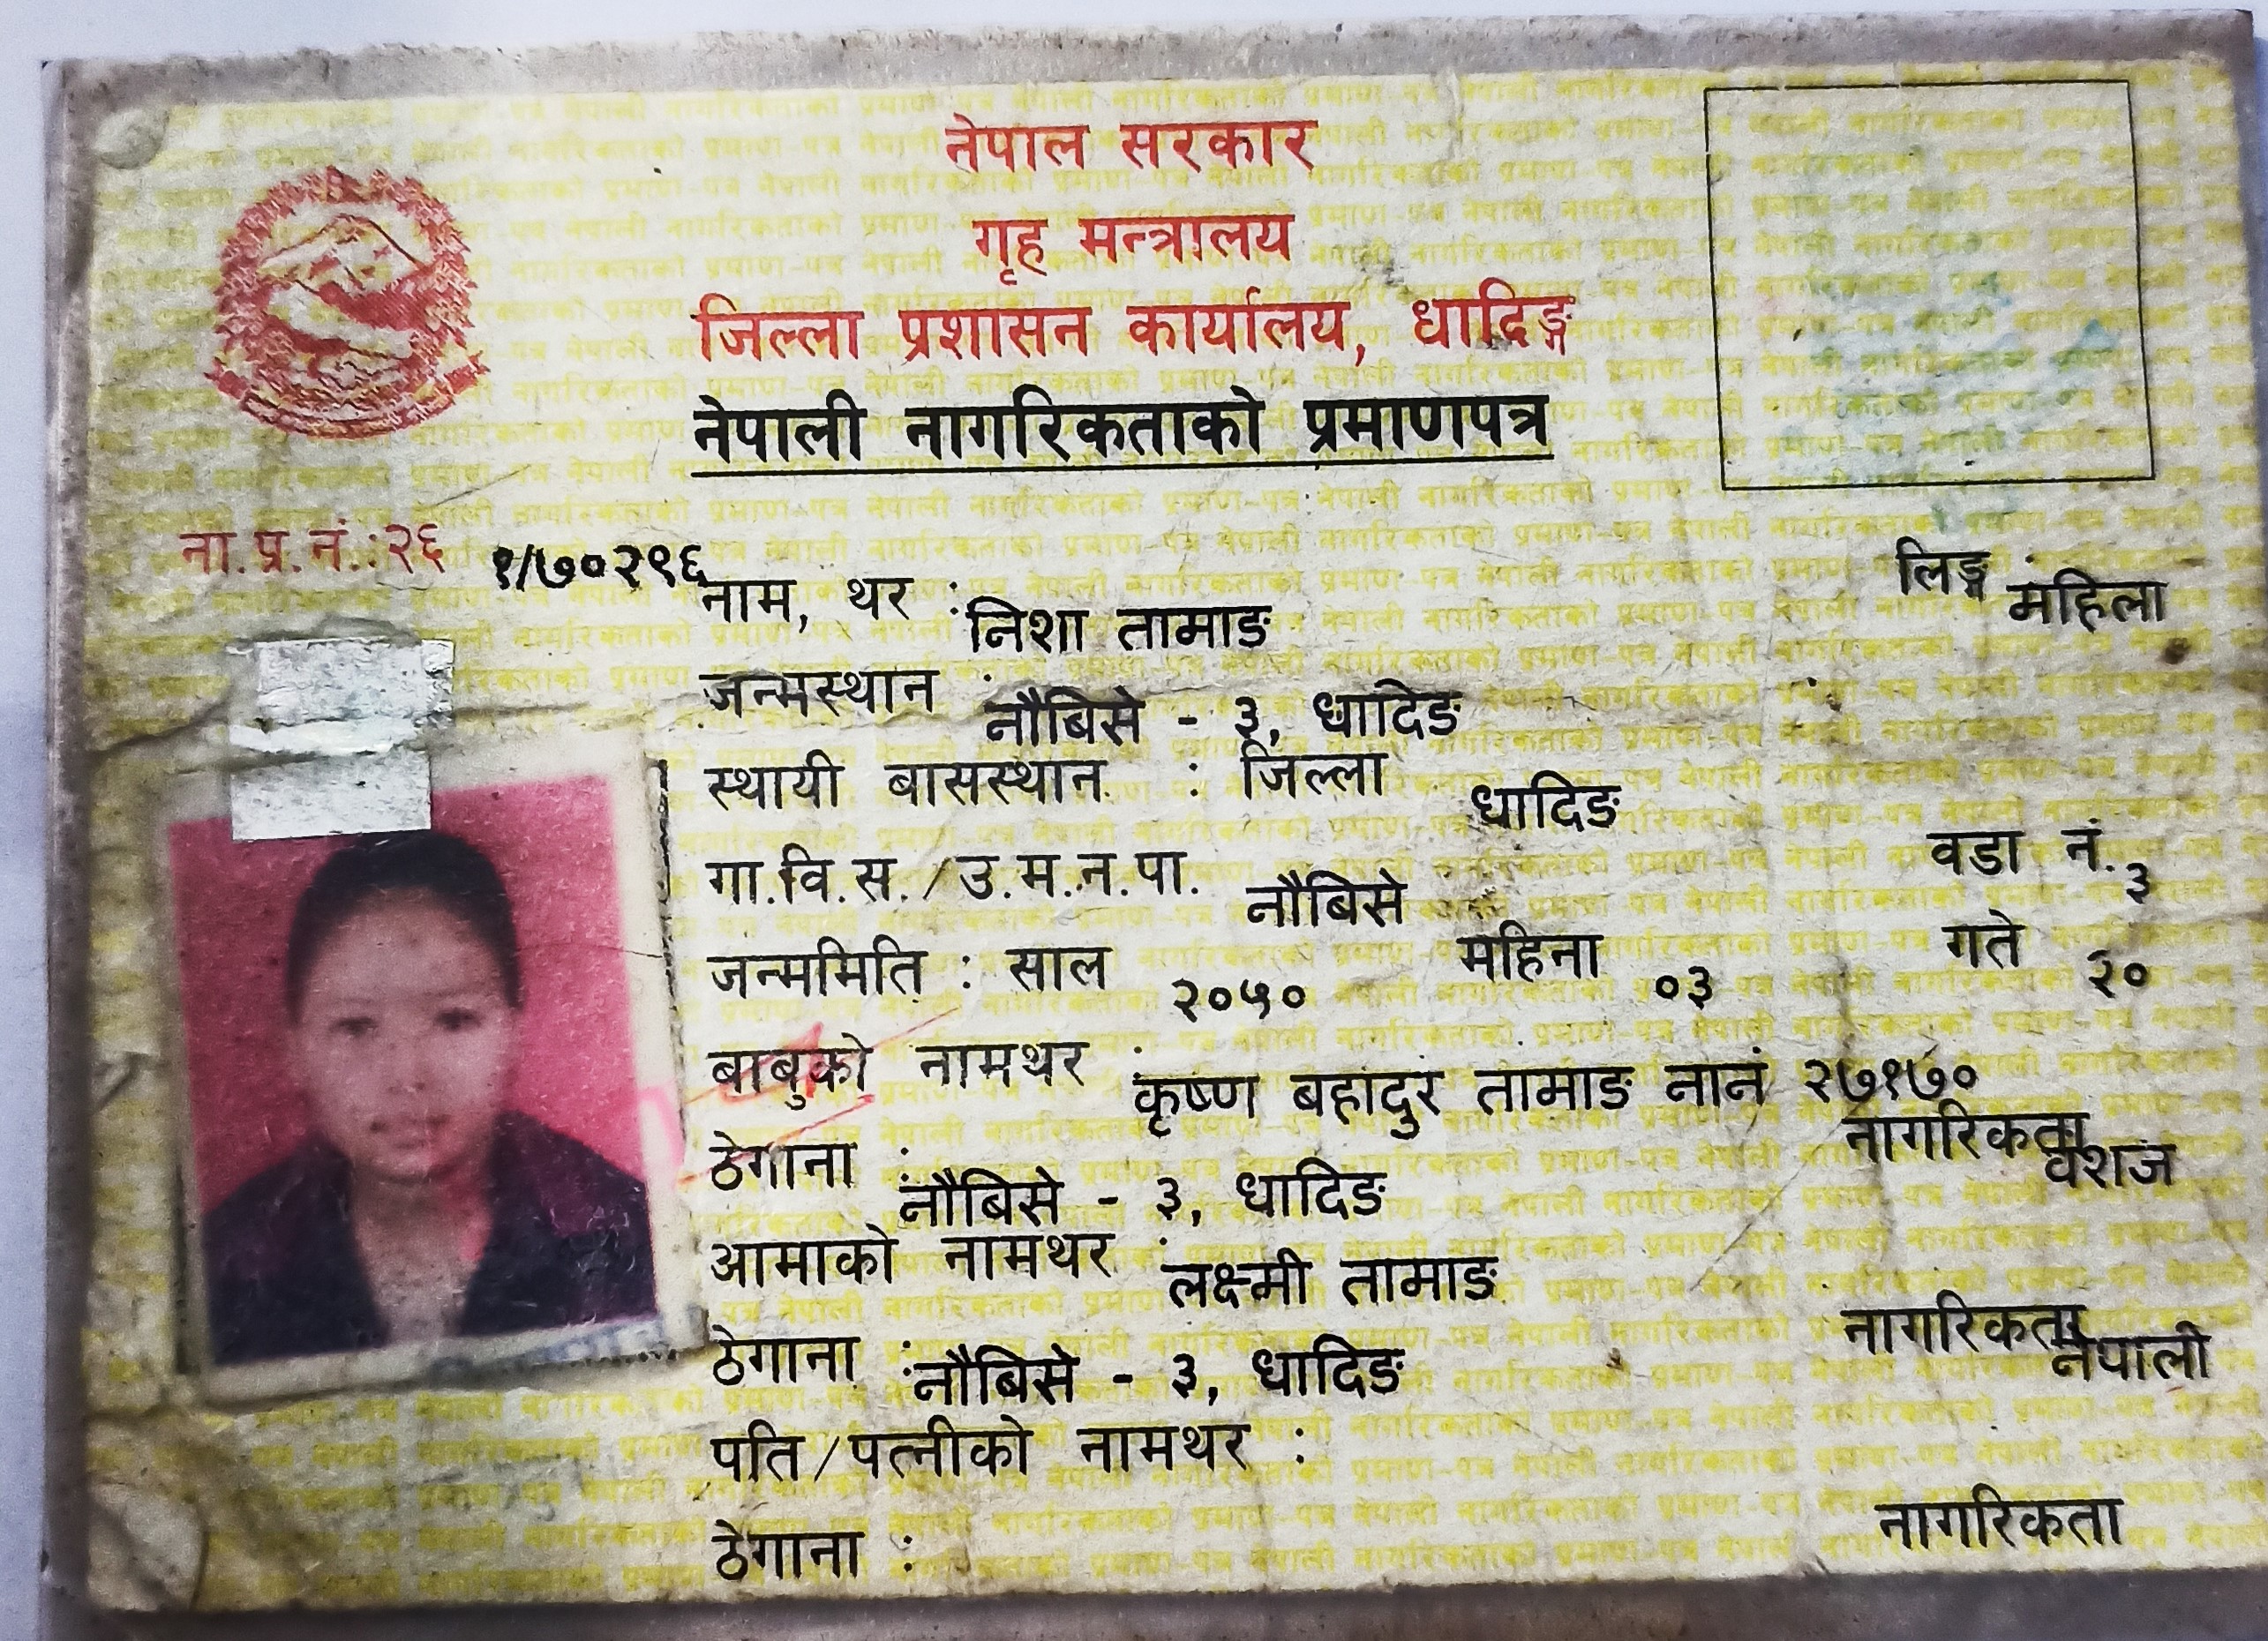 नेपाल सरकार
गृह मन्त्रालय
जिल्ला प्रशासन कार्यालय, धादिङ्ग
नेपाली नागरिकताको प्रमाणपत्र
ना.प्र.नं.:२६ १/७०२९६
नाम, थर : निशा तामाङ लिङ्ग : महिला
जन्मस्थान : नौबिसे - ३, धादिङ
स्थायी बासस्थान : जिल्ला धादिङ
गा.वि.स./उ.म.न.पा. नौबिसे वडा नं. ३
जन्ममिति : साल २०५० महिना ०३ गते २०
बाबुको नामथर : कृष्ण बहादुर तामाङ नानं २७१७०
ठेगाना : नौबिसे - ३, धादिङ नागरिकता वंशज
आमाको नामथर : लक्ष्मी तामाङ
ठेगाना : नौबिसे - ३, धादिङ नागरिकता नेपाली
पति/पत्नीको नामथर :
ठेगाना : नागरिकता